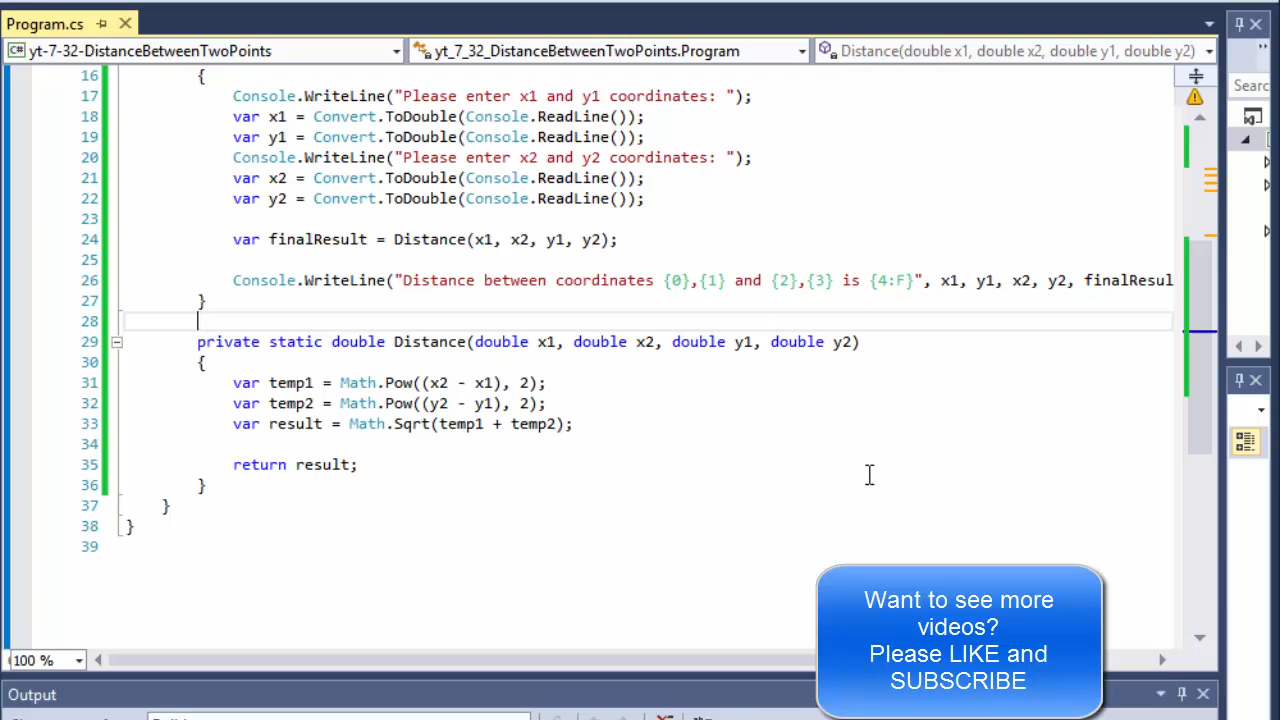 Program.cs
yt-7-32-DistanceBetweenTwoPoints
yt_7_32_DistanceBetweenTwoPoints.Program
Distance(double x1, double x2, double y1, double y2)
Searc
16 {
17 Console.WriteLine("Please enter x1 and y1 coordinates: ");
18 var x1 = Convert.ToDouble(Console.ReadLine());
19 var y1 = Convert.ToDouble(Console.ReadLine());
20 Console.WriteLine("Please enter x2 and y2 coordinates: ");
21 var x2 = Convert.ToDouble(Console.ReadLine());
22 var y2 = Convert.ToDouble(Console.ReadLine());
23
24 var finalResult = Distance(x1, x2, y1, y2);
25
26 Console.WriteLine("Distance between coordinates {0},{1} and {2},{3} is {4:F}", x1, y1, x2, y2, finalResul
27 }
28
29 private static double Distance(double x1, double x2, double y1, double y2)
30 {
31 var temp1 = Math.Pow((x2 - x1), 2);
32 var temp2 = Math.Pow((y2 - y1), 2);
33 var result = Math.Sqrt(temp1 + temp2);
34
35 return result;
36 }
37 }
38 }
39
Want to see more
videos?
Please LIKE and
SUBSCRIBE
100 %
Output